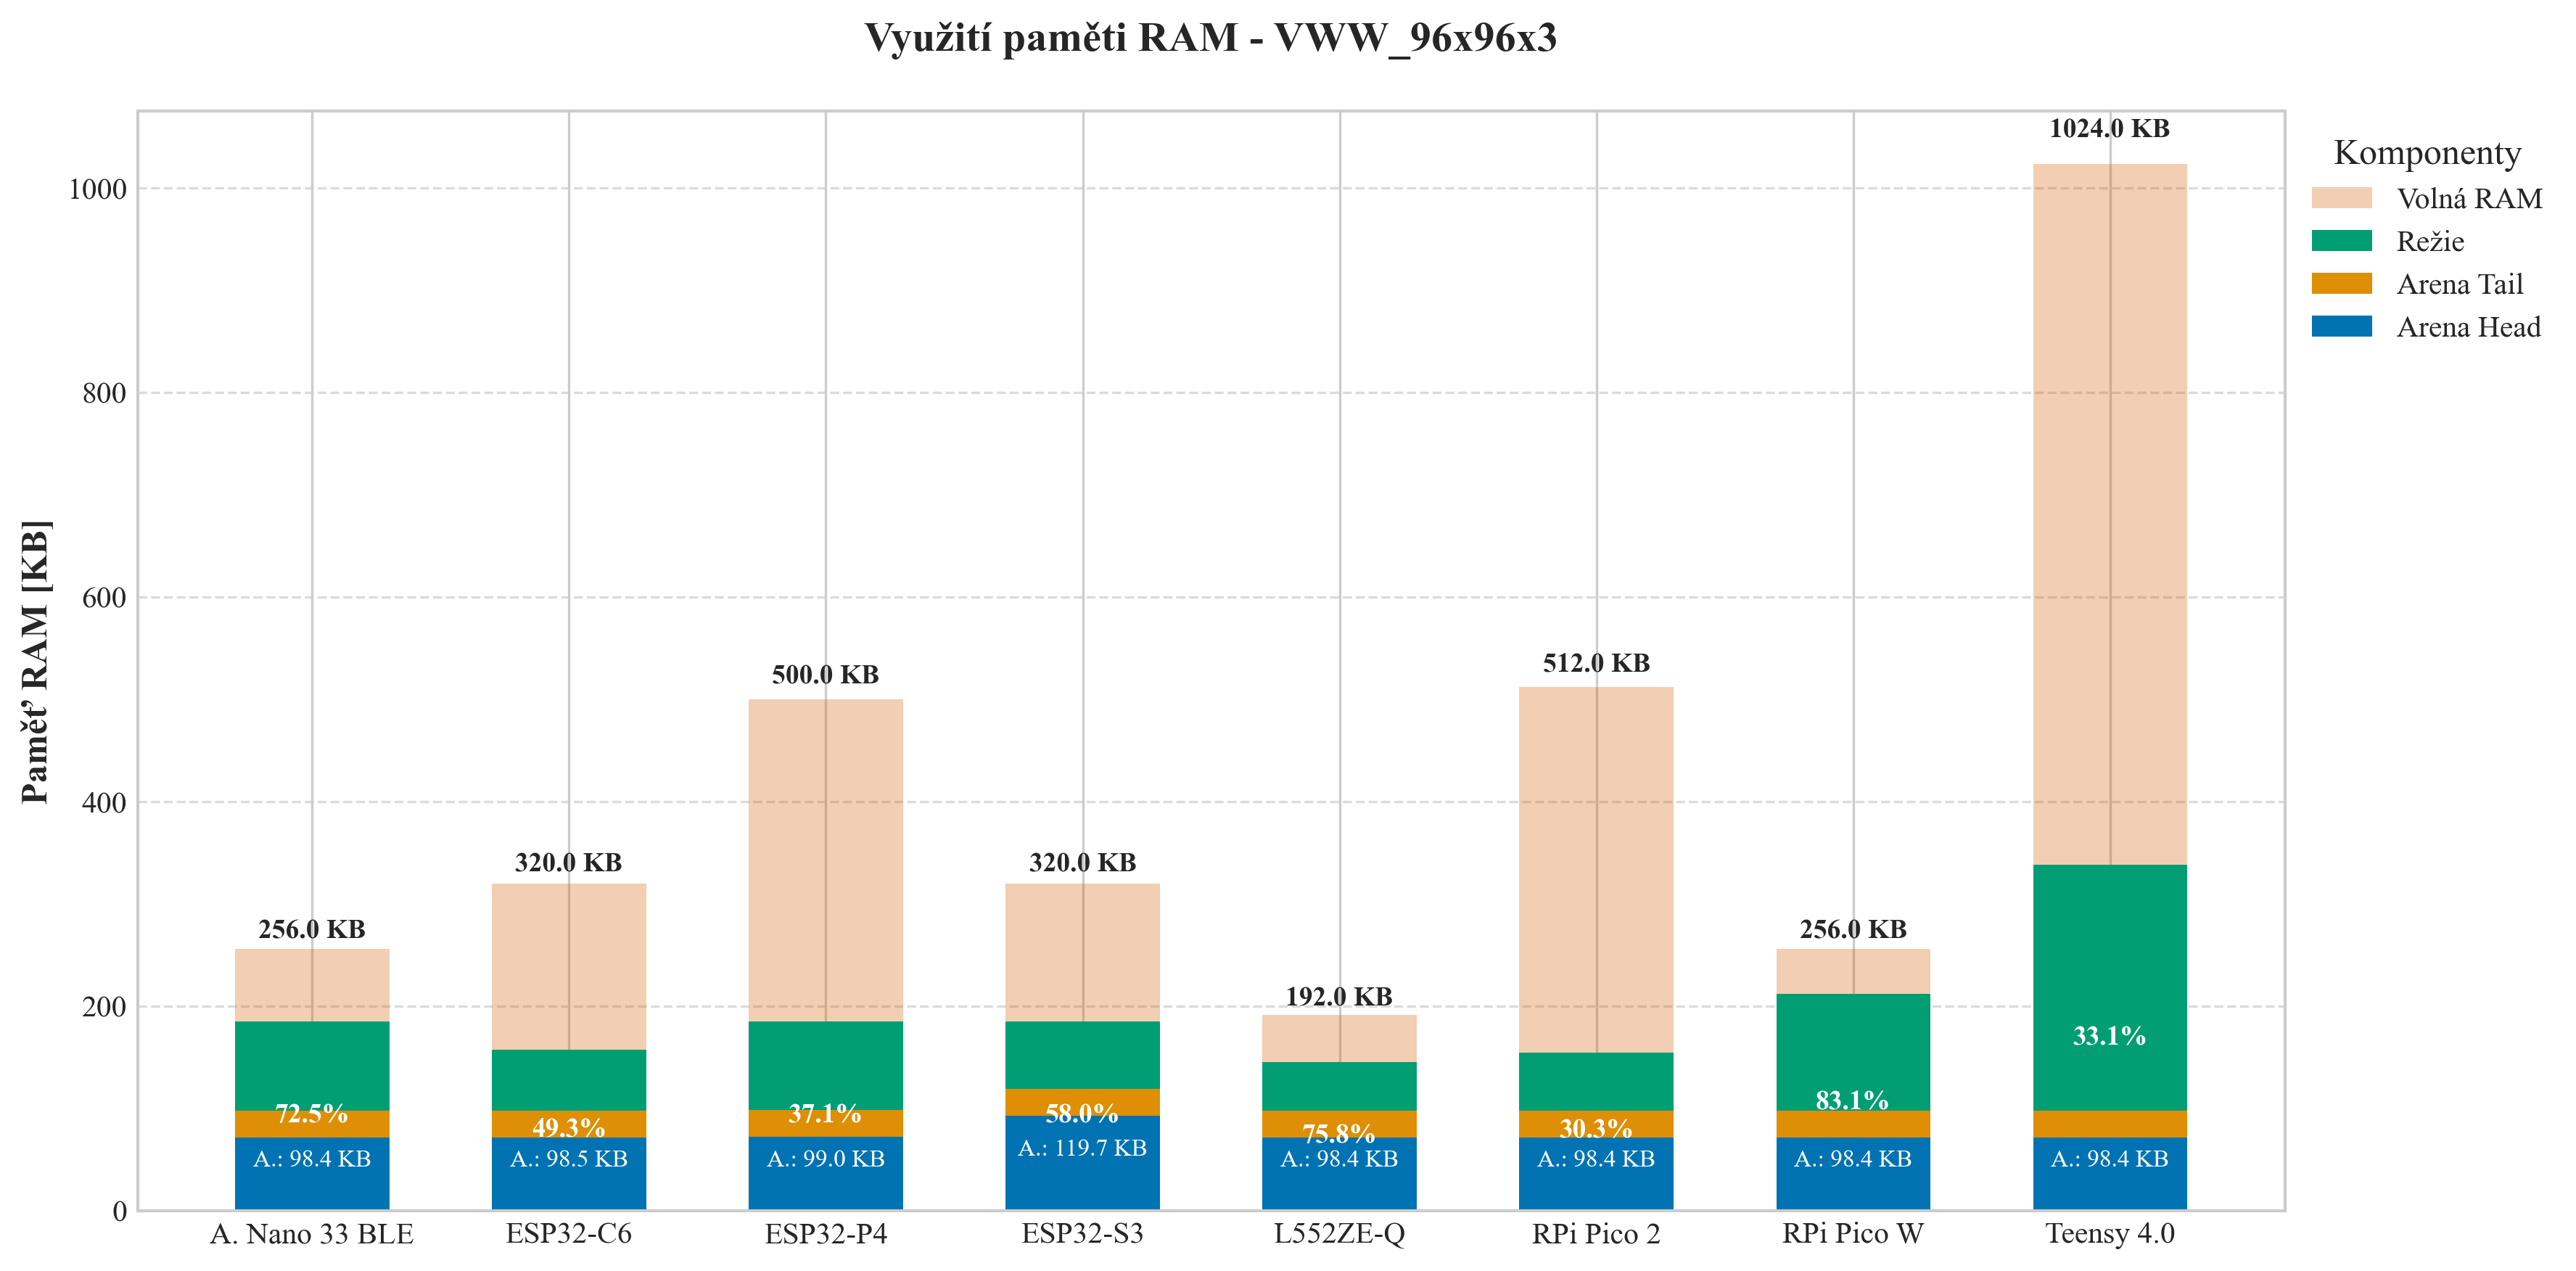 Využití paměti RAM - VWW_96x96x3
Paměť RAM [KB]
1000
800
600
400
200
0
256.0 KB
320.0 KB
500.0 KB
320.0 KB
192.0 KB
512.0 KB
256.0 KB
1024.0 KB
72.5%
49.3%
37.1%
58.0%
75.8%
30.3%
83.1%
33.1%
A.: 98.4 KB
A.: 98.5 KB
A.: 99.0 KB
A.: 119.7 KB
A.: 98.4 KB
A.: 98.4 KB
A.: 98.4 KB
A.: 98.4 KB
A. Nano 33 BLE
ESP32-C6
ESP32-P4
ESP32-S3
L552ZE-Q
RPi Pico 2
RPi Pico W
Teensy 4.0
Komponenty
Volná RAM
Režie
Arena Tail
Arena Head